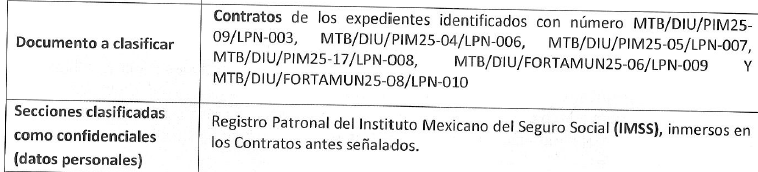 Documento a clasificar
Contratos de los expedientes identificados con número MTB/DIU/PIM25-
09/LPN-003, MTB/DIU/PIM25-04/LPN-006, MTB/DIU/PIM25-05/LPN-007,
MTB/DIU/PIM25-17/LPN-008, MTB/DIU/FORTAMUN25-06/LPN-009 Y
MTB/DIU/FORTAMUN25-08/LPN-010
Secciones clasificadas
como confidenciales
(datos personales)
Registro Patronal del Instituto Mexicano del Seguro Social (IMSS), inmersos en
los Contratos antes señalados.